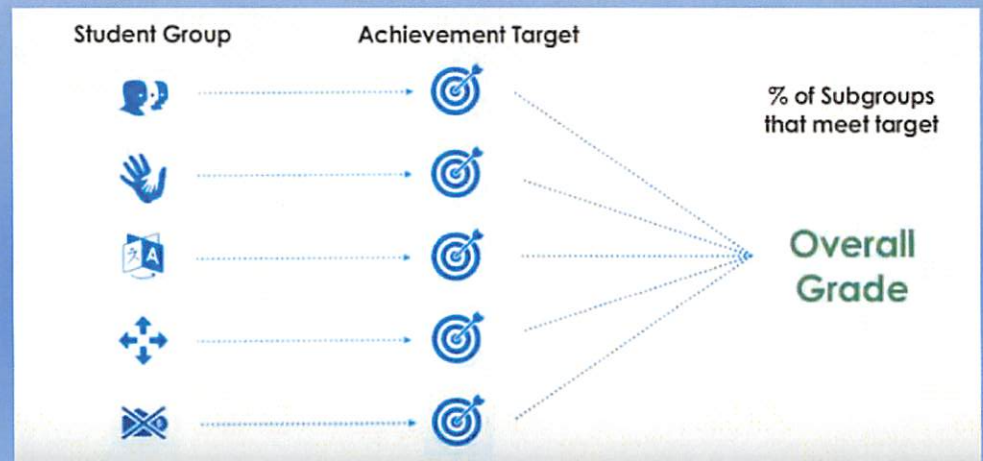 Student Group
Achievement Target
% of Subgroups
that meet target
A
Overall
Grade